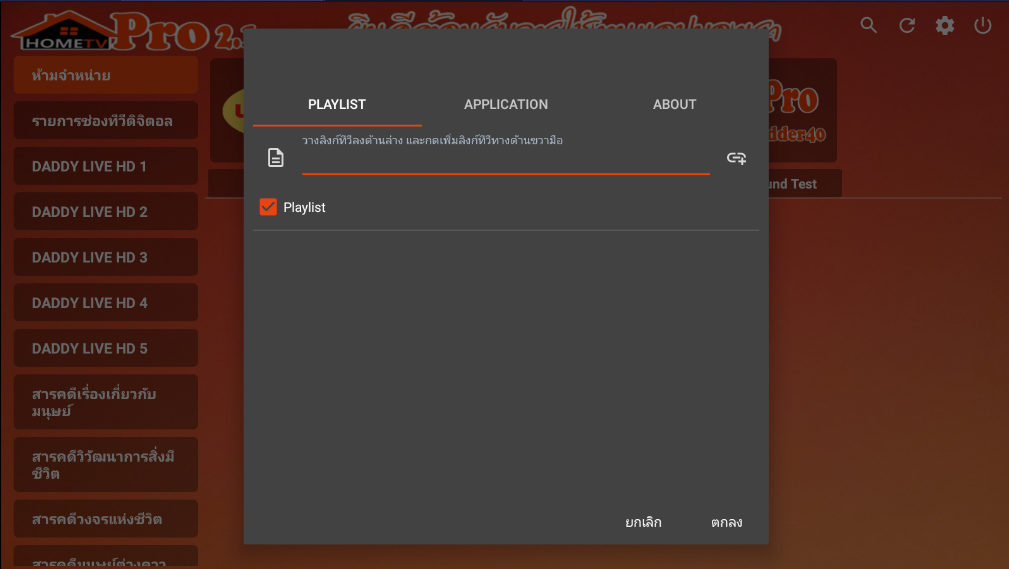 HOMETV Pro 2.
ห้ามจำหน่าย
รายการช่องทีวีดิจิตอล
DADDY LIVE HD 1
DADDY LIVE HD 2
DADDY LIVE HD 3
DADDY LIVE HD 4
DADDY LIVE HD 5
สารคดีเรื่องเกี่ยวกับ
มนุษย์
สารคดีวิวัฒนาการสิ่งมี
ชีวิต
สารคดีวงจรแห่งชีวิต
PLAYLIST
APPLICATION
ABOUT
วางลิงก์ทีวีลงด้านล่าง และกดเพิ่มลิงก์ทีวีทางด้านขวามือ
Playlist
ยกเลิก
ตกลง
Pro
dder40
und Test